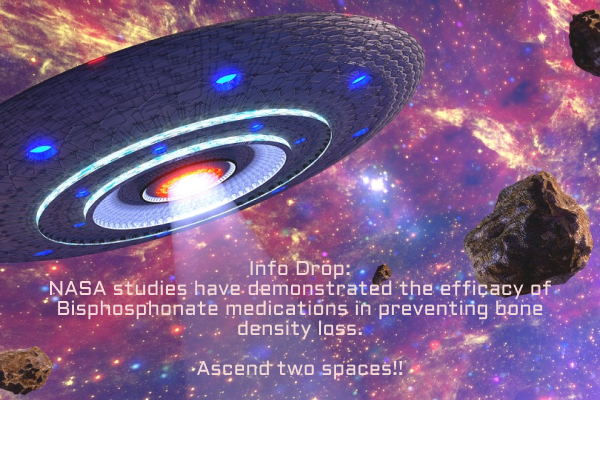 Info Drop:
NASA studies have demonstrated the efficacy of
Bisphosphonate medications in preventing bone
density loss.
Ascend two spaces!!